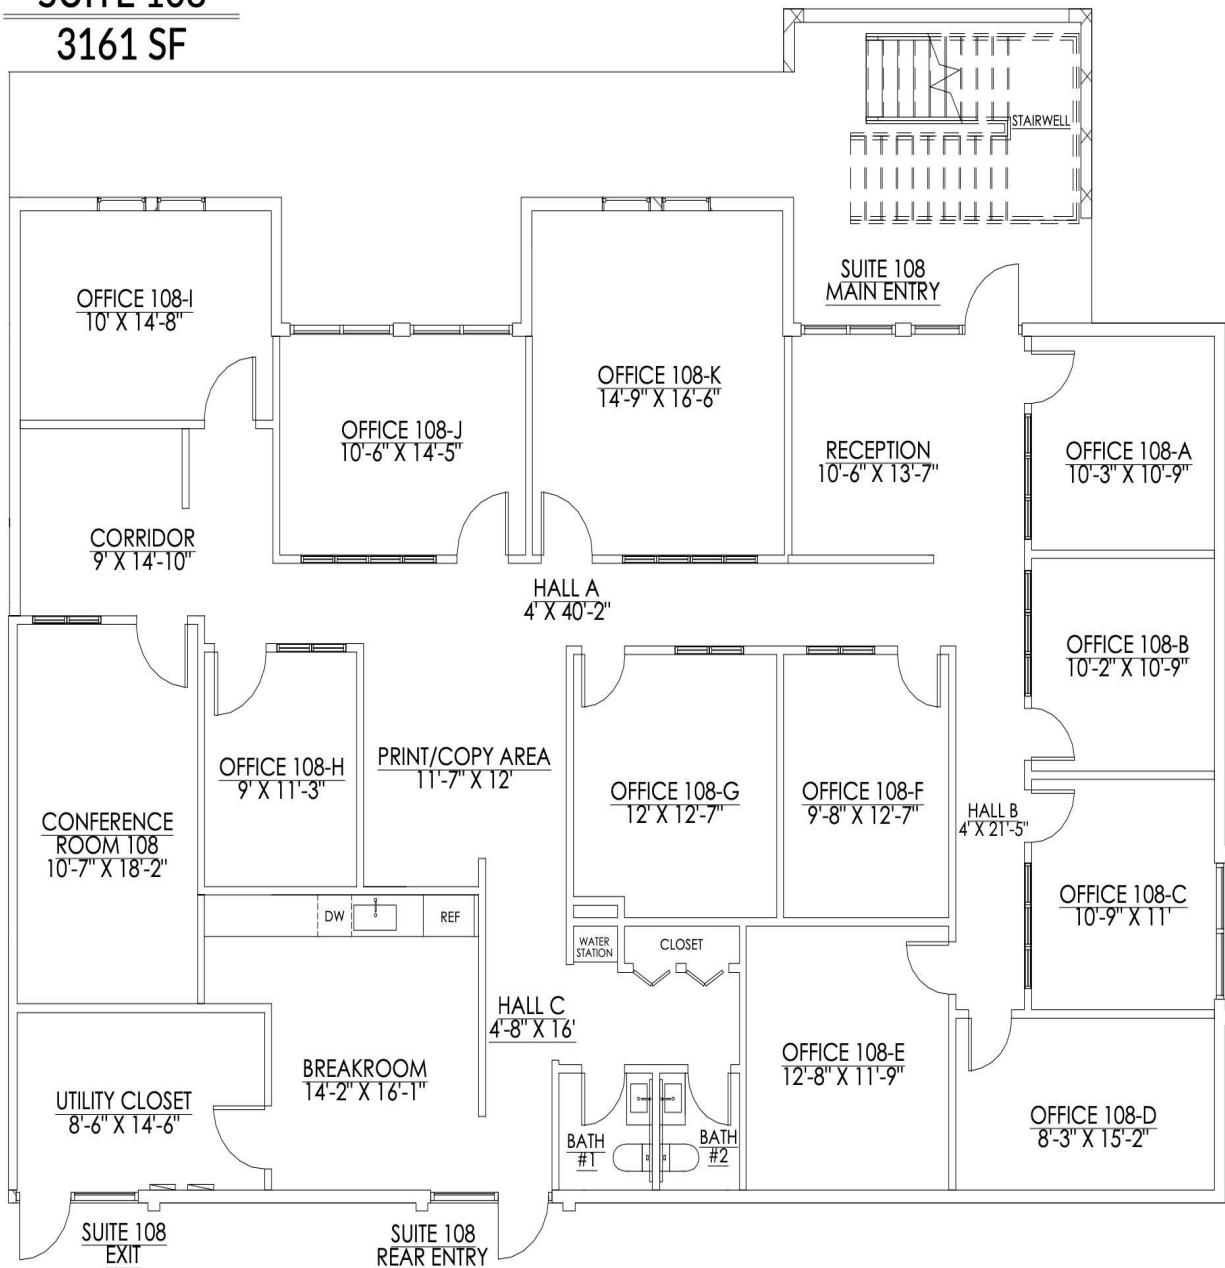 SUITE 108
3161 SF
STAIRWELL
SUITE 108
MAIN ENTRY
OFFICE 108-I
10' X 14'-8"
OFFICE 108-J
10'-6" X 14'-5"
OFFICE 108-K
14'-9" X 16'-6"
RECEPTION
10'-6" X 13'-7"
OFFICE 108-A
10'-3" X 10'-9"
CORRIDOR
9' X 14'-10"
HALL A
4' X 40'-2"
OFFICE 108-B
10'-2" X 10'-9"
OFFICE 108-H
9' X 11'-3"
PRINT/COPY AREA
11'-7" X 12'
OFFICE 108-G
12' X 12'-7"
OFFICE 108-F
9'-8" X 12'-7"
HALL B
4' X 21'-5"
CONFERENCE
ROOM 108
10'-7" X 18'-2"
OFFICE 108-C
10'-9" X 11'
DW
REF
WATER
STATION
CLOSET
HALL C
4'-8" X 16'
BREAKROOM
14'-2" X 16'-1"
OFFICE 108-E
12'-8" X 11'-9"
UTILITY CLOSET
8'-6" X 14'-6"
OFFICE 108-D
8'-3" X 15'-2"
BATH
#1
BATH
#2
SUITE 108
EXIT
SUITE 108
REAR ENTRY